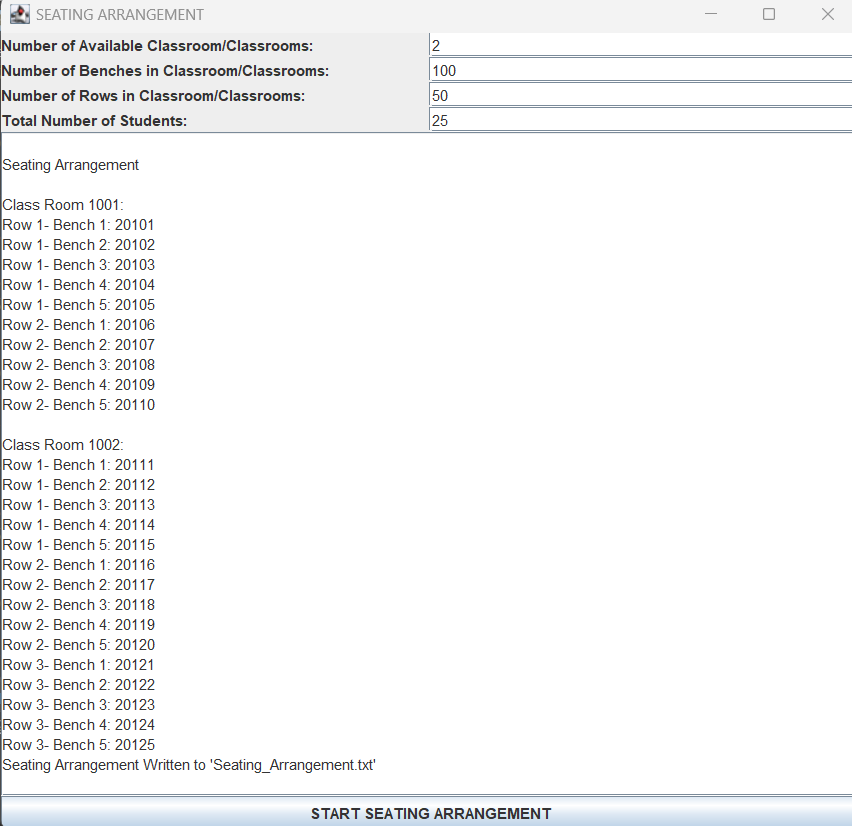 SEATING ARRANGEMENT
Number of Available Classroom/Classrooms: 2
Number of Benches in Classroom/Classrooms: 100
Number of Rows in Classroom/Classrooms: 50
Total Number of Students: 25
Seating Arrangement
Class Room 1001:
Row 1- Bench 1: 20101
Row 1- Bench 2: 20102
Row 1- Bench 3: 20103
Row 1- Bench 4: 20104
Row 1- Bench 5: 20105
Row 2- Bench 1: 20106
Row 2- Bench 2: 20107
Row 2- Bench 3: 20108
Row 2- Bench 4: 20109
Row 2- Bench 5: 20110
Class Room 1002:
Row 1- Bench 1: 20111
Row 1- Bench 2: 20112
Row 1- Bench 3: 20113
Row 1- Bench 4: 20114
Row 1- Bench 5: 20115
Row 2- Bench 1: 20116
Row 2- Bench 2: 20117
Row 2- Bench 3: 20118
Row 2- Bench 4: 20119
Row 2- Bench 5: 20120
Row 3- Bench 1: 20121
Row 3- Bench 2: 20122
Row 3- Bench 3: 20123
Row 3- Bench 4: 20124
Row 3- Bench 5: 20125
Seating Arrangement Written to 'Seating_Arrangement.txt'
START SEATING ARRANGEMENT